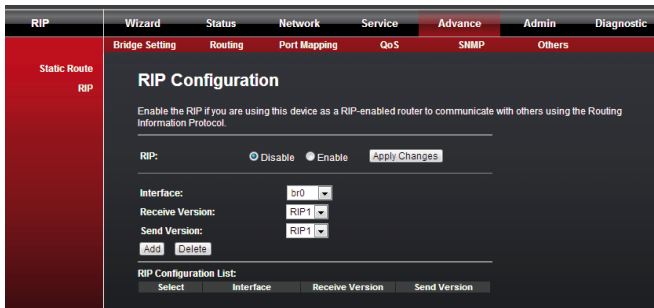 RIP Wizard Status Network Service Advance Admin Diagnostic
Bridge Setting Routing Port Mapping QoS SNMP Others
Static Route
RIP
RIP Configuration
Enable the RIP if you are using this device as a RIP-enabled router to communicate with others using the Routing
Information Protocol.
RIP: Disable Enable Apply Changes
Interface: br0
Receive Version: RIP1
Send Version: RIP1
Add Delete
RIP Configuration List:
Select Interface Receive Version Send Version